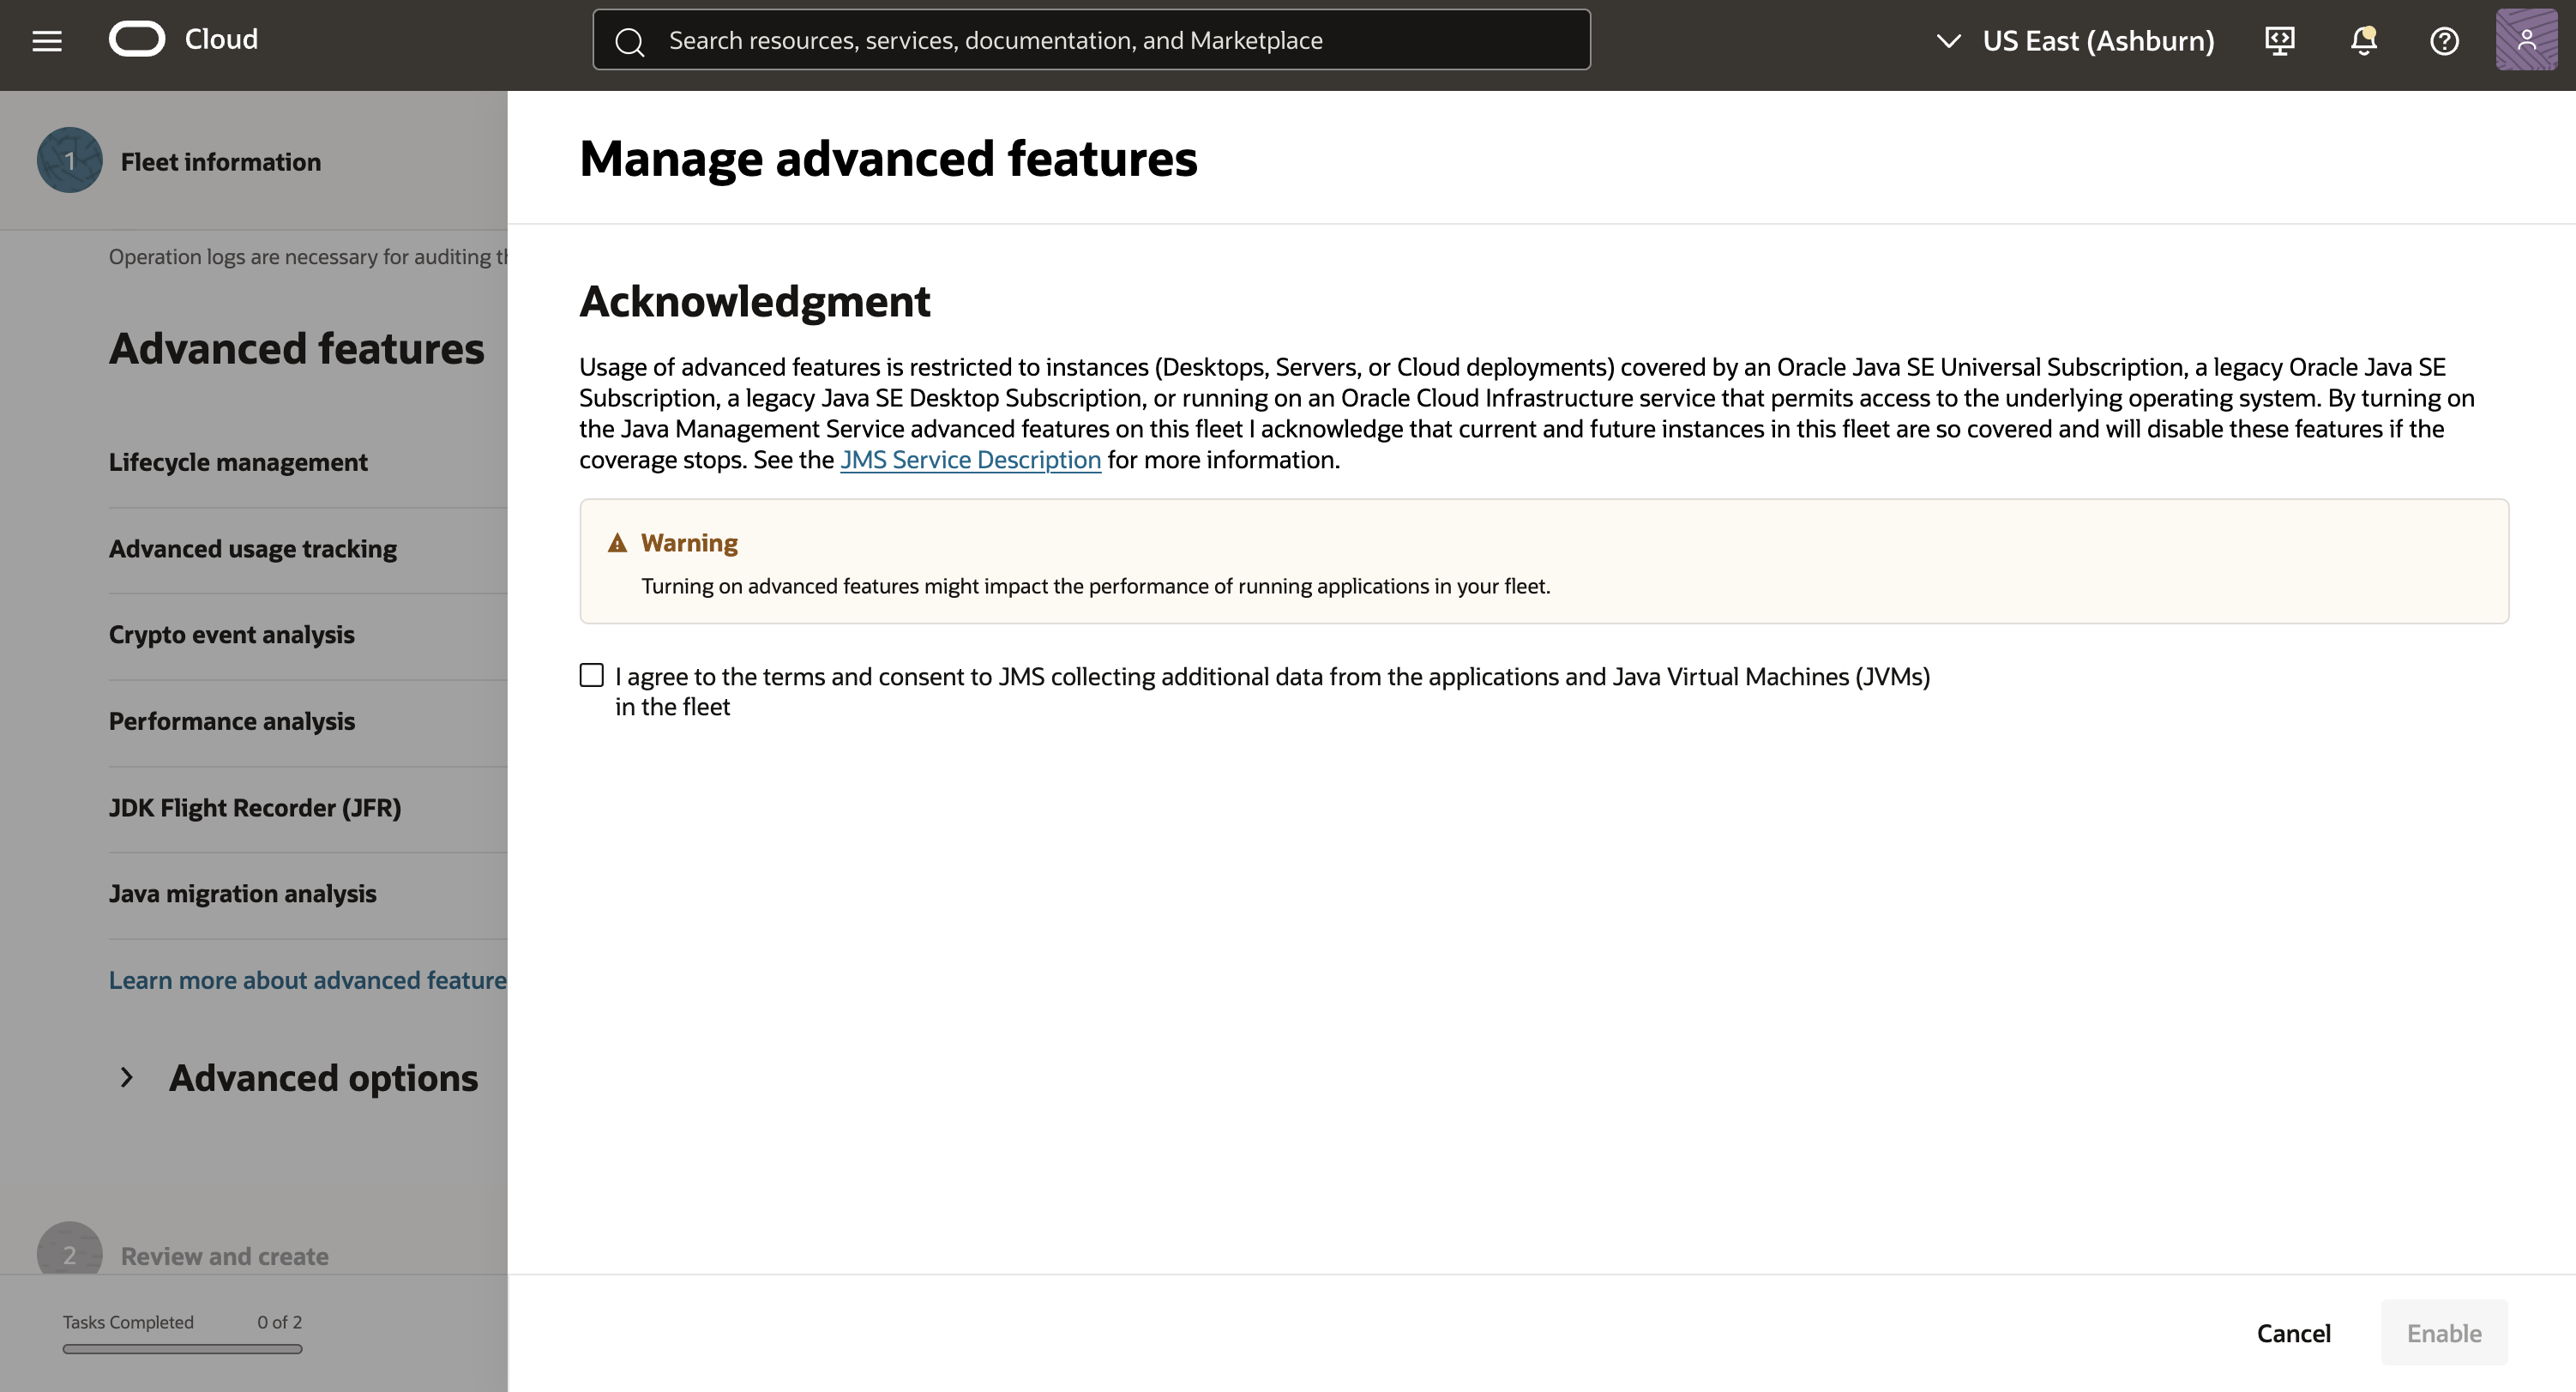 Cloud
Search resources, services, documentation, and Marketplace
US East (Ashburn)
1
Fleet information
Operation logs are necessary for auditing
Advanced features
Lifecycle management
Advanced usage tracking
Crypto event analysis
Performance analysis
JDK Flight Recorder (JFR)
Java migration analysis
Learn more about advanced feature
Advanced options
2
Review and create
Tasks Completed
0 of 2
Manage advanced features
Acknowledgment
Usage of advanced features is restricted to instances (Desktops, Servers, or Cloud deployments) covered by an Oracle Java SE Universal Subscription, a legacy Oracle Java SE
Subscription, a legacy Java SE Desktop Subscription, or running on an Oracle Cloud Infrastructure service that permits access to the underlying operating system. By turning on
the Java Management Service advanced features on this fleet I acknowledge that current and future instances in this fleet are so covered and will disable these features if the
coverage stops. See the JMS Service Description for more information.
Warning
Turning on advanced features might impact the performance of running applications in your fleet.
I agree to the terms and consent to JMS collecting additional data from the applications and Java Virtual Machines (JVMs)
in the fleet
Cancel
Enable